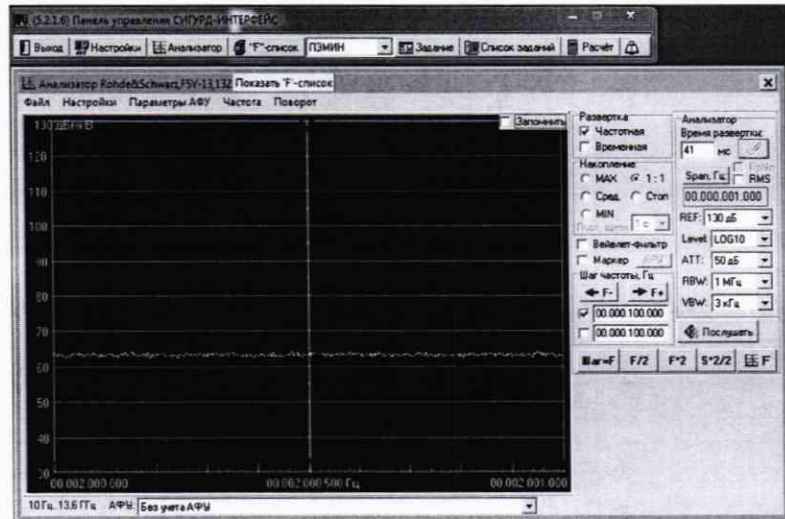 (5.2.1.6) Панель управления СИГУРД-ИНТЕРФЕЙС
Выход Настройки Анализатор "F"-список ПЭМИН Задание Список заданий Расчёт
Анализатор Rohde&Schwarz,FSV-13,132 Показать "F"-список
Файл Настройки Параметры АФУ Частота Поворот
130 Запомнить
120
110
100
90
80
70
60
50
40
30
00.002.000.000 00.002.000.500 Гц 00.002.001.000
10 Гц..13,6 ГГц АФУ: Без учета АФУ
Развертка
Частотная
Временная
Накопление
MAX 1:1
Сред. Стоп
MIN
1 с
Вейвлет-фильтр
Маркер
Шаг частоты, Гц
F- F+
00.000.100.000
00.000.100.000
Анализатор
Время развертки:
41 мс
Span, Гц RMS
00.000.001.000
REF: 130 дБ
Level: LOG10
ATT: 50 дБ
RBW: 1 МГц
VBW: 3 кГц
Послушать
Шаг=F F/2 F*2 S*2/2 F